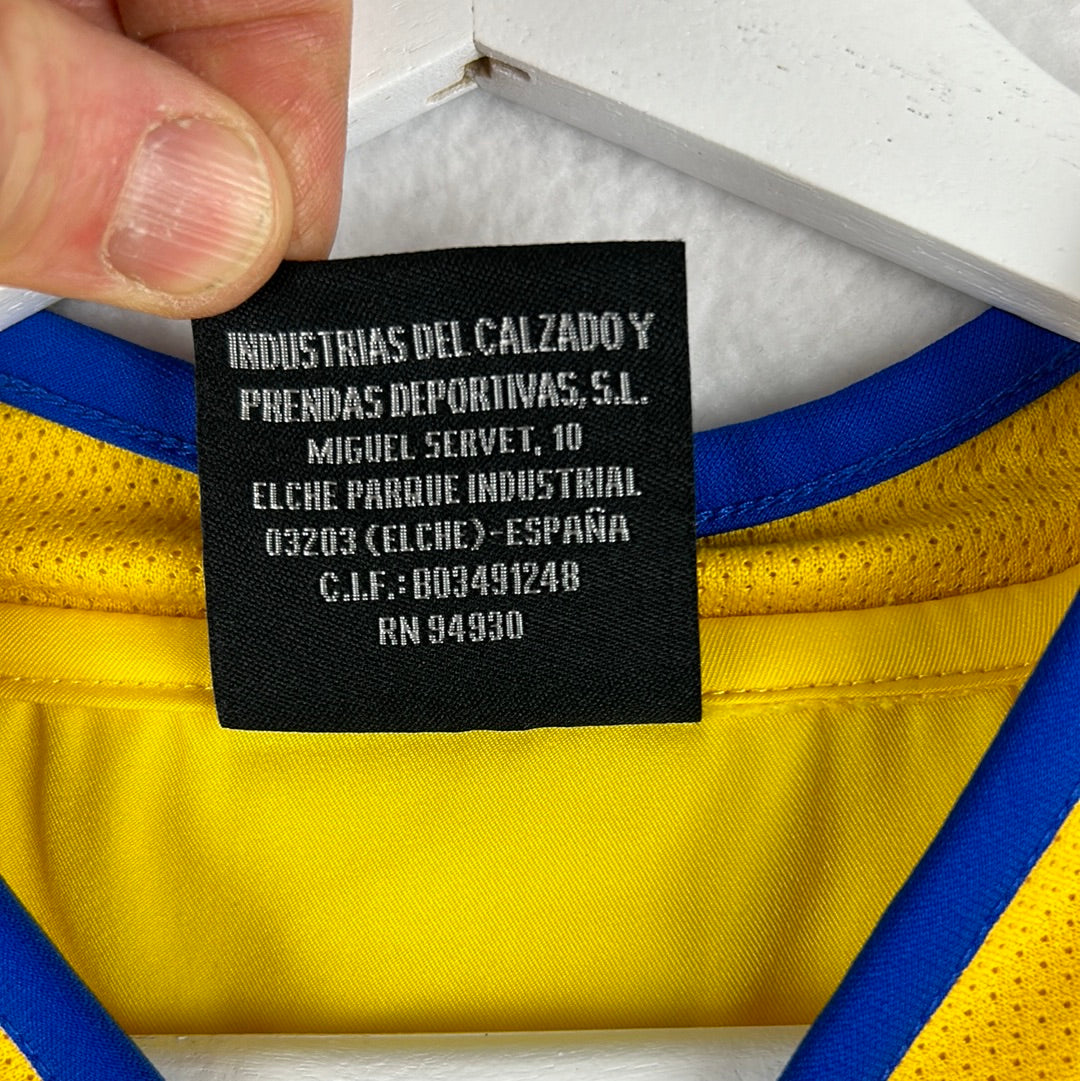 INDUSTRIAS DEL CALZADO Y
PRENDAS DEPORTIVAS, S.L.
MIGUEL SERVET, 10
ELCHE PARQUE INDUSTRIAL
03203 (ELCHE)-ESPAÑA
C.I.F.: B03491248
RN 94930